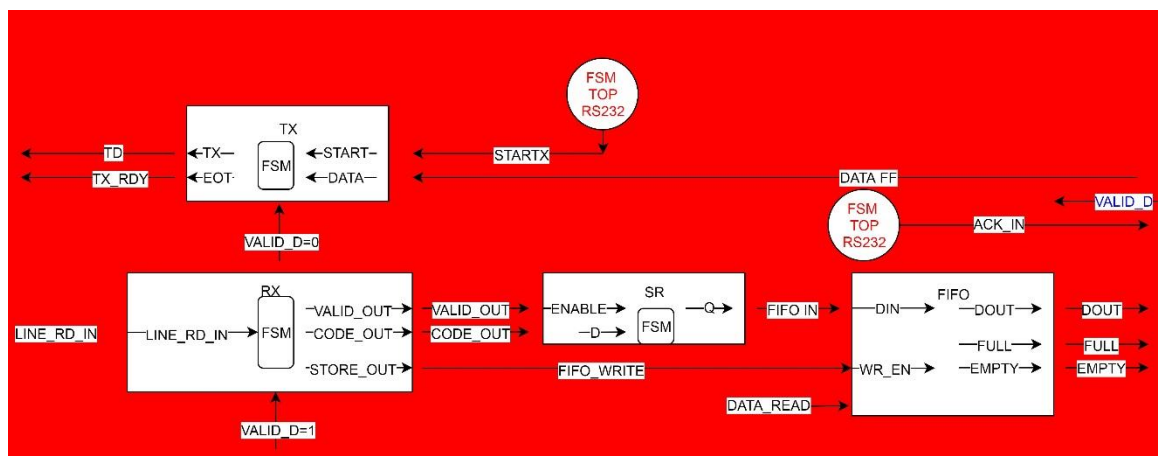 FSM
TOP
RS232
TX
TD
TX
FSM
START
STARTX
TX_RDY
EOT
DATA
DATA FF
VALID_D
FSM
TOP
RS232
ACK_IN
VALID_D=0
RX
SR
FIFO
VALID_OUT
VALID_OUT
ENABLE
Q
FIFO IN
DIN
DOUT
DOUT
LINE_RD_IN
LINE_RD_IN
FSM
CODE_OUT
CODE_OUT
D
FSM
FULL
FULL
STORE_OUT
FIFO_WRITE
WR_EN
EMPTY
EMPTY
DATA_READ
VALID_D=1